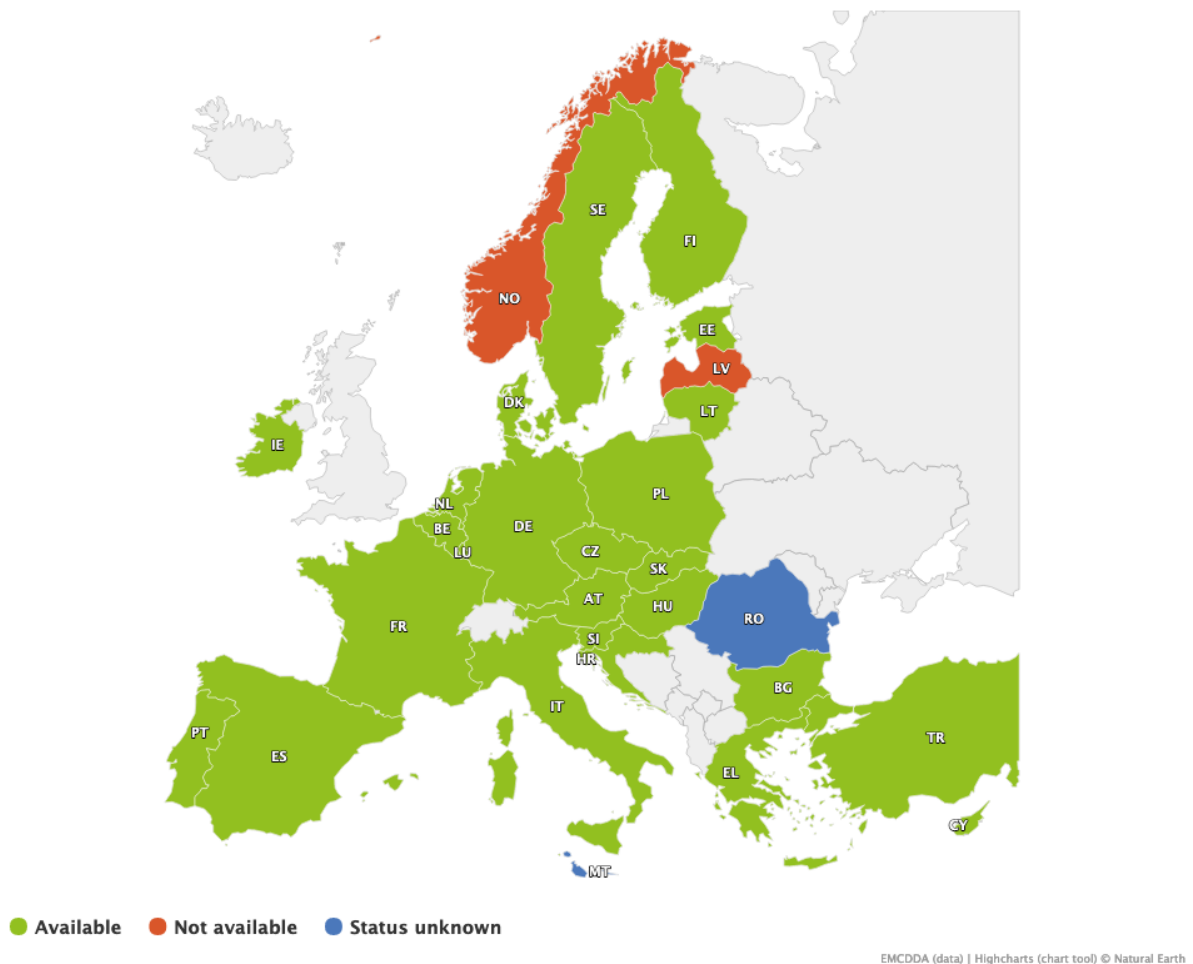 SE
FI
NO
EE
LV
DK
LT
IE
PL
NL
DE
BE
CZ
LU
SK
AT
HU
RO
FR
SI
HR
BG
IT
PT
TR
ES
EL
CY
MT
Available Not available Status unknown
EMCDDA (data) | Highcharts (chart tool) © Natural Earth